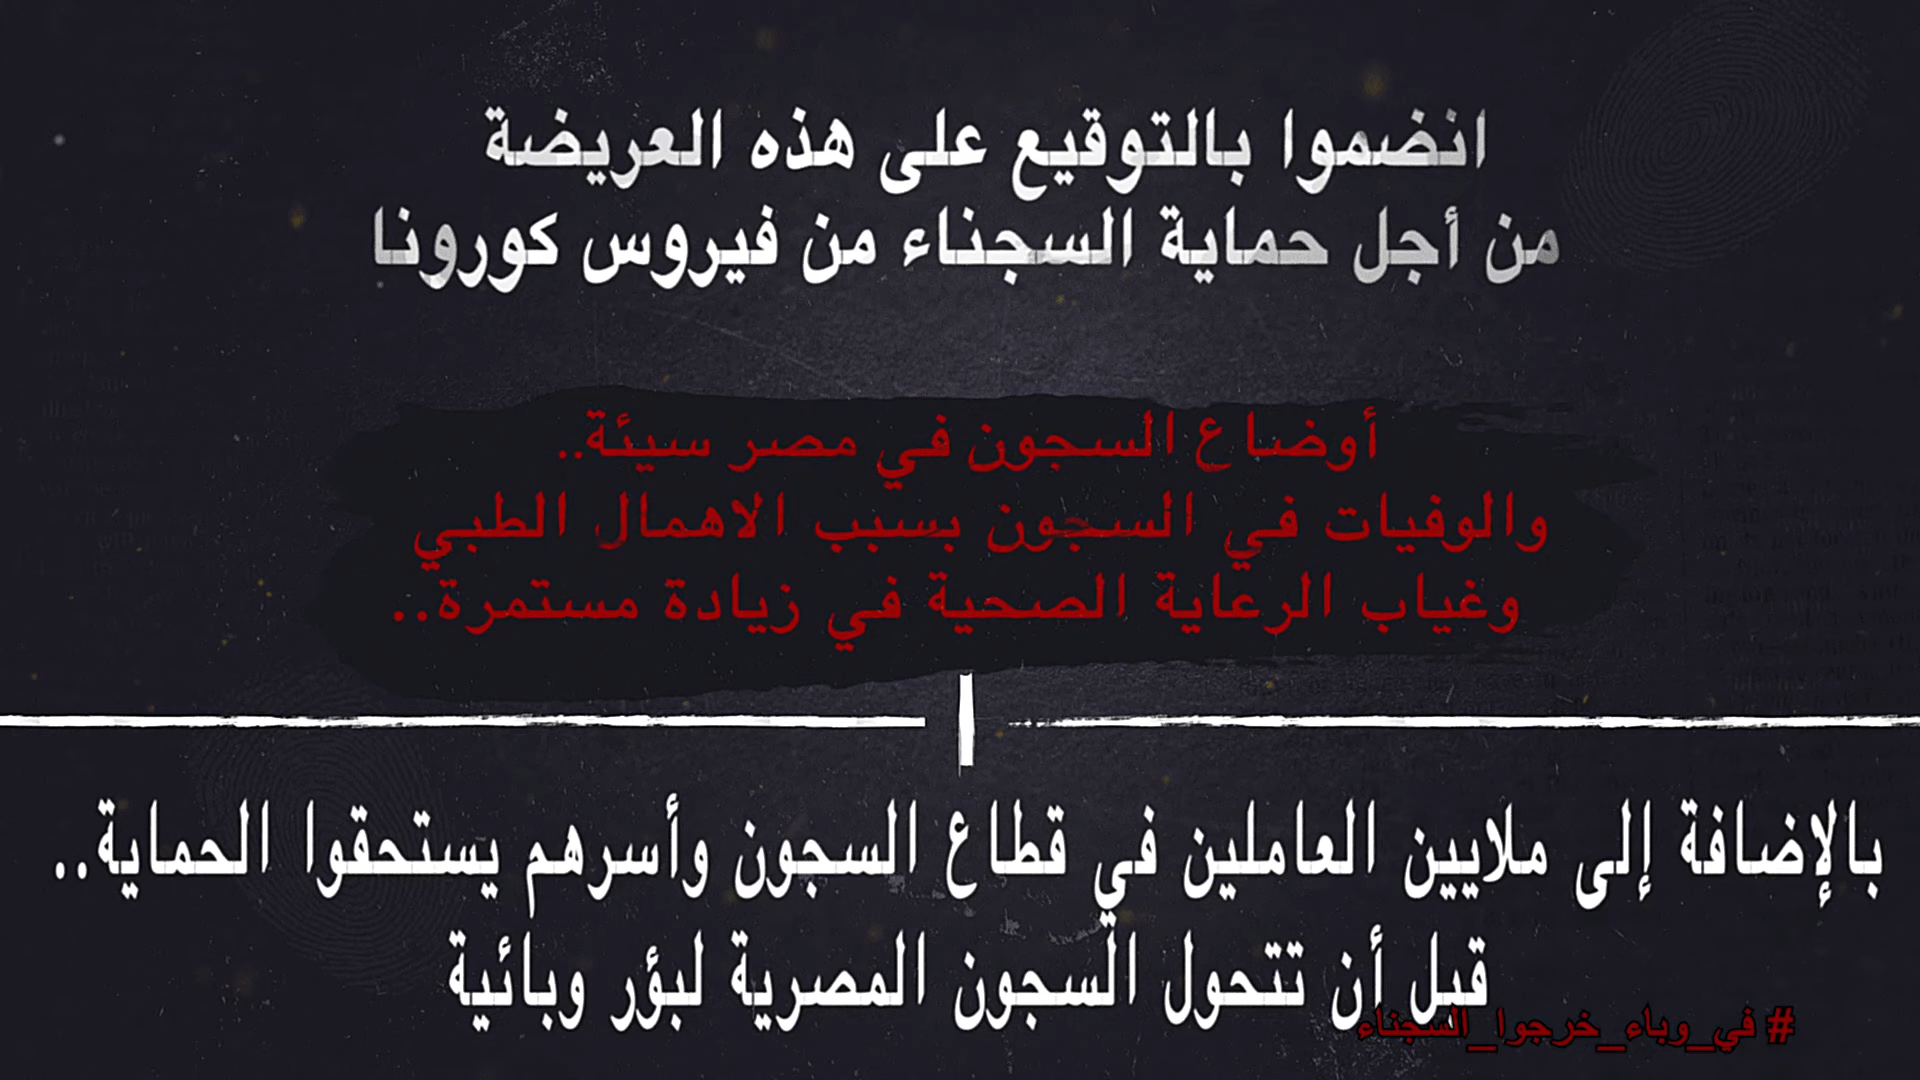 انضموا بالتوقيع على هذه العريضة
من أجل حماية السجناء من فيروس كورونا
أوضاع السجون في مصر سيئة..
والوفيات في السجون بسبب الاهمال الطبي
وغياب الرعاية الصحية في زيادة مستمرة..
بالإضافة إلى ملايين العاملين في قطاع السجون وأسرهم يستحقوا الحماية..
قبل أن تتحول السجون المصرية لبؤر وبائية
# في_وباء_خرجوا_السجناء